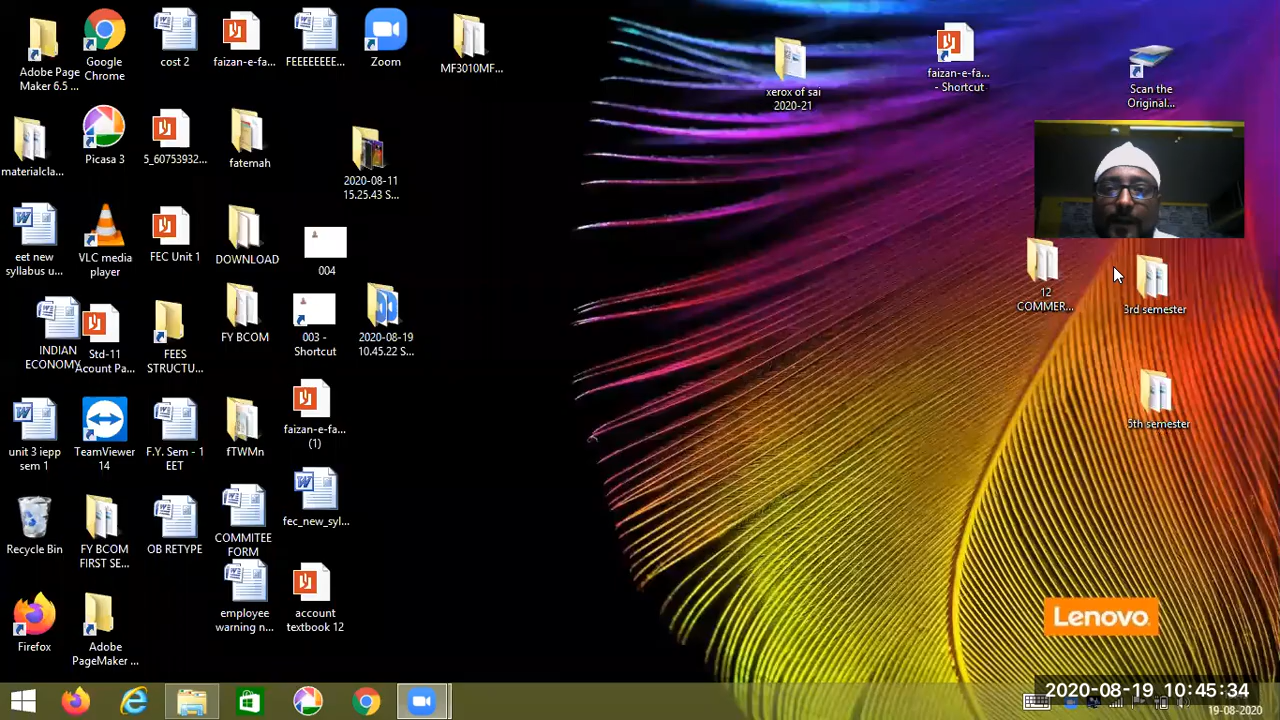 Adobe Page
Maker 6.5 ...
Google
Chrome
cost 2
faizan-e-fa...
FEEEEEEEE...
Zoom
MF3010MF...
xerox of sai
2020-21
faizan-e-fa...
- Shortcut
Scan the
Original...
materialcla...
Picasa 3
5_60753932...
fatemah
2020-08-11
15.25.43 S...
eet new
syllabus u...
VLC media
player
FEC Unit 1
DOWNLOAD
004
12
COMMER...
3rd semester
INDIAN
ECONOMY
Std-11
Acount Pa...
FEES
STRUCTU...
FY BCOM
003 -
Shortcut
2020-08-19
10.45.22 S...
unit 3 iepp
sem 1
TeamViewer
14
F.Y. Sem - 1
EET
fTWMn
faizan-e-fa...
(1)
5th semester
Recycle Bin
FY BCOM
FIRST SE...
OB RETYPE
COMMITEE
FORM
fec_new_syl...
Firefox
Adobe
PageMaker ...
employee
warning n...
account
textbook 12
Lenovo
2020-08-19 10:45:34
19-08-2020